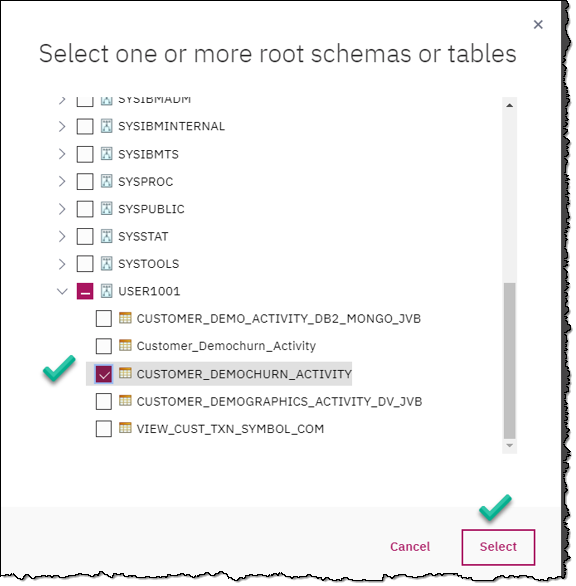 Select one or more root schemas or tables
SYSIBMADM
SYSIBMINTERNAL
SYSIBMTS
SYSPROC
SYSPUBLIC
SYSSTAT
SYSTOOLS
USER1001
CUSTOMER_DEMO_ACTIVITY_DB2_MONGO_JVB
Customer_Demochurn_Activity
CUSTOMER_DEMOCHURN_ACTIVITY
CUSTOMER_DEMOGRAPHICS_ACTIVITY_DV_JVB
VIEW_CUST_TXN_SYMBOL_COM
Cancel Select